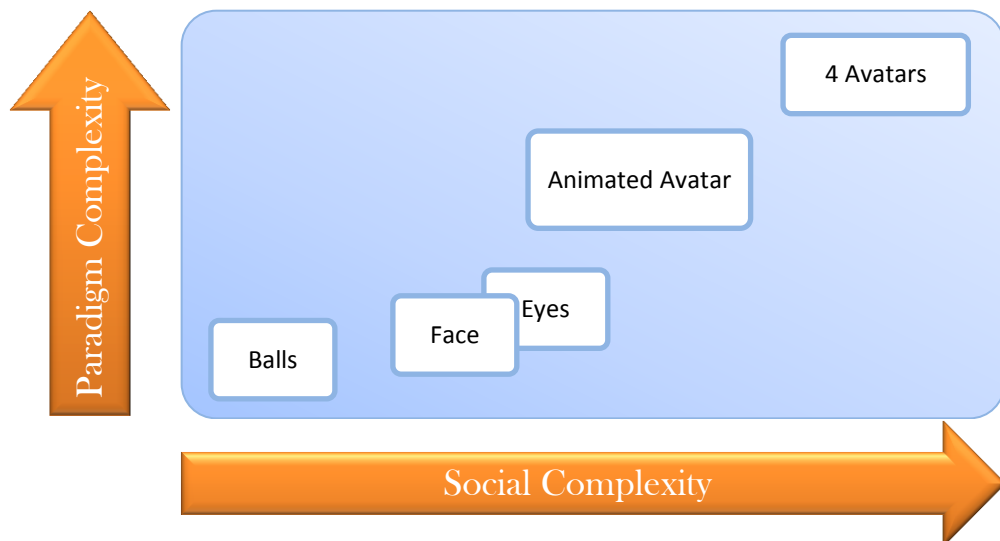 Paradigm Complexity
4 Avatars
Animated Avatar
Eyes
Face
Balls
Social Complexity